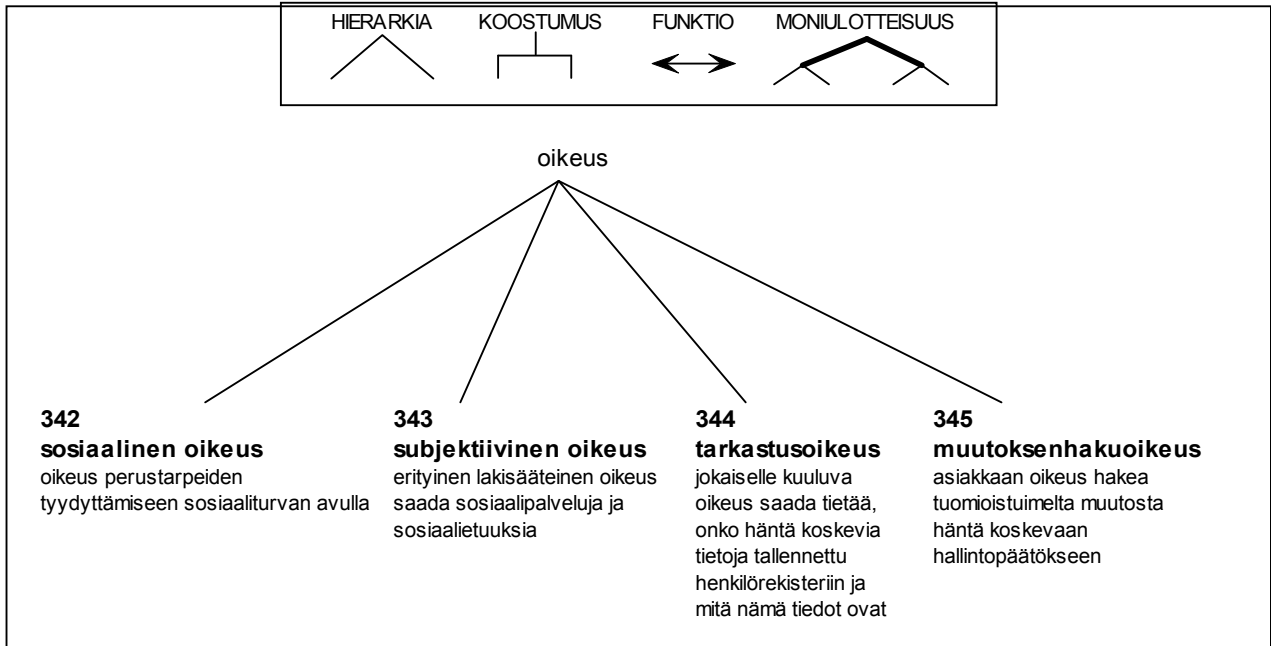 HIERARKIA KOOSTUMUS FUNKTIO MONIULOTTEISUUS
oikeus
342
sosiaalinen oikeus
oikeus perustarpeiden
tyydyttämiseen sosiaaliturvan avulla
343
subjektiivinen oikeus
erityinen lakisääteinen oikeus
saada sosiaalipalveluja ja
sosiaalietuuksia
344
tarkastusoikeus
jokaiselle kuuluva
oikeus saada tietää,
onko häntä koskevia
tietoja tallennettu
henkilörekisteriin ja
mitä nämä tiedot ovat
345
muutoksenhakuoikeus
asiakkaan oikeus hakea
tuomioistuimelta muutosta
häntä koskevaan
hallintopäätökseen